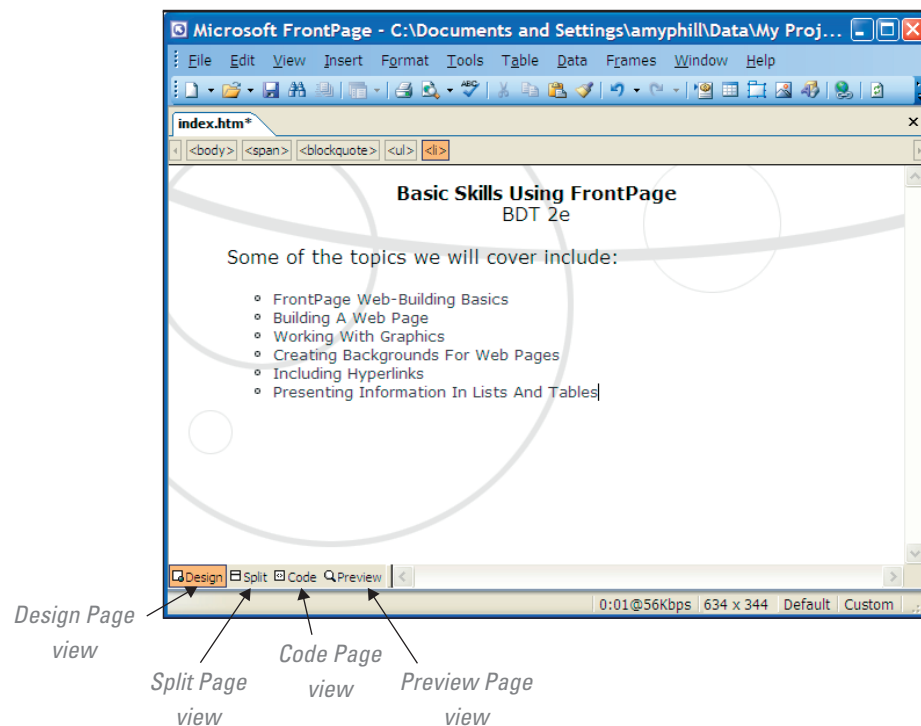 Microsoft FrontPage - C:\Documents and Settings\amyphill\Data\My Proj...
File Edit View Insert Format Tools Table Data Frames Window Help
ABC
index.htm*
<body> <span> <blockquote> <ul> <li>
Basic Skills Using FrontPage
BDT 2e
Some of the topics we will cover include:
FrontPage Web-Building Basics
Building A Web Page
Working With Graphics
Creating Backgrounds For Web Pages
Including Hyperlinks
Presenting Information In Lists And Tables
Design Split Code Preview
0:01@56Kbps 634 x 344 Default Custom
Design Page
view
Split Page
view
Code Page
view
Preview Page
view